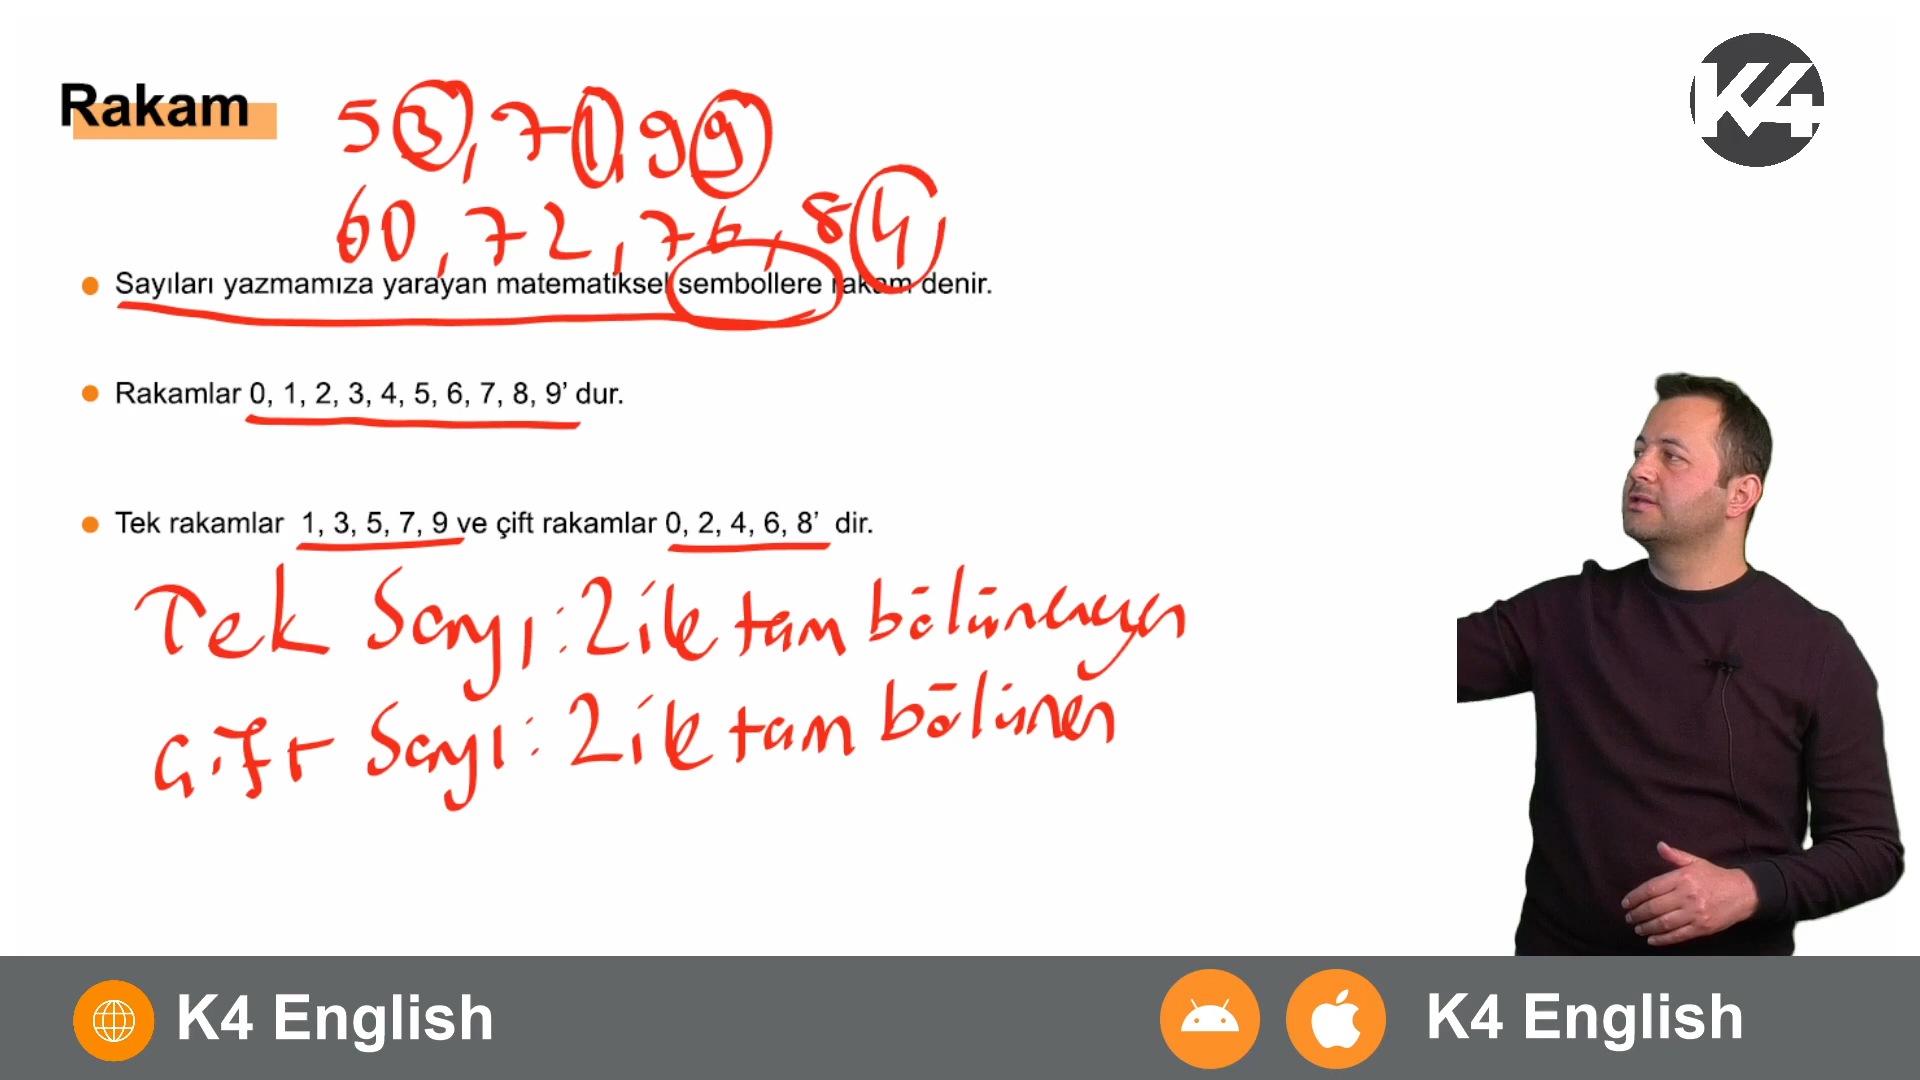 Rakam
53, 71, 99
60, 72, 76, 84,
Sayıları yazmamıza yarayan matematiksel sembollere rakam denir.
Rakamlar 0, 1, 2, 3, 4, 5, 6, 7, 8, 9’ dur.
Tek rakamlar 1, 3, 5, 7, 9 ve çift rakamlar 0, 2, 4, 6, 8’ dir.
Tek Sayı: 2 ile tam bölünmeyen
Çift Sayı: 2 ile tam bölünen
K4
K4 English
K4 English